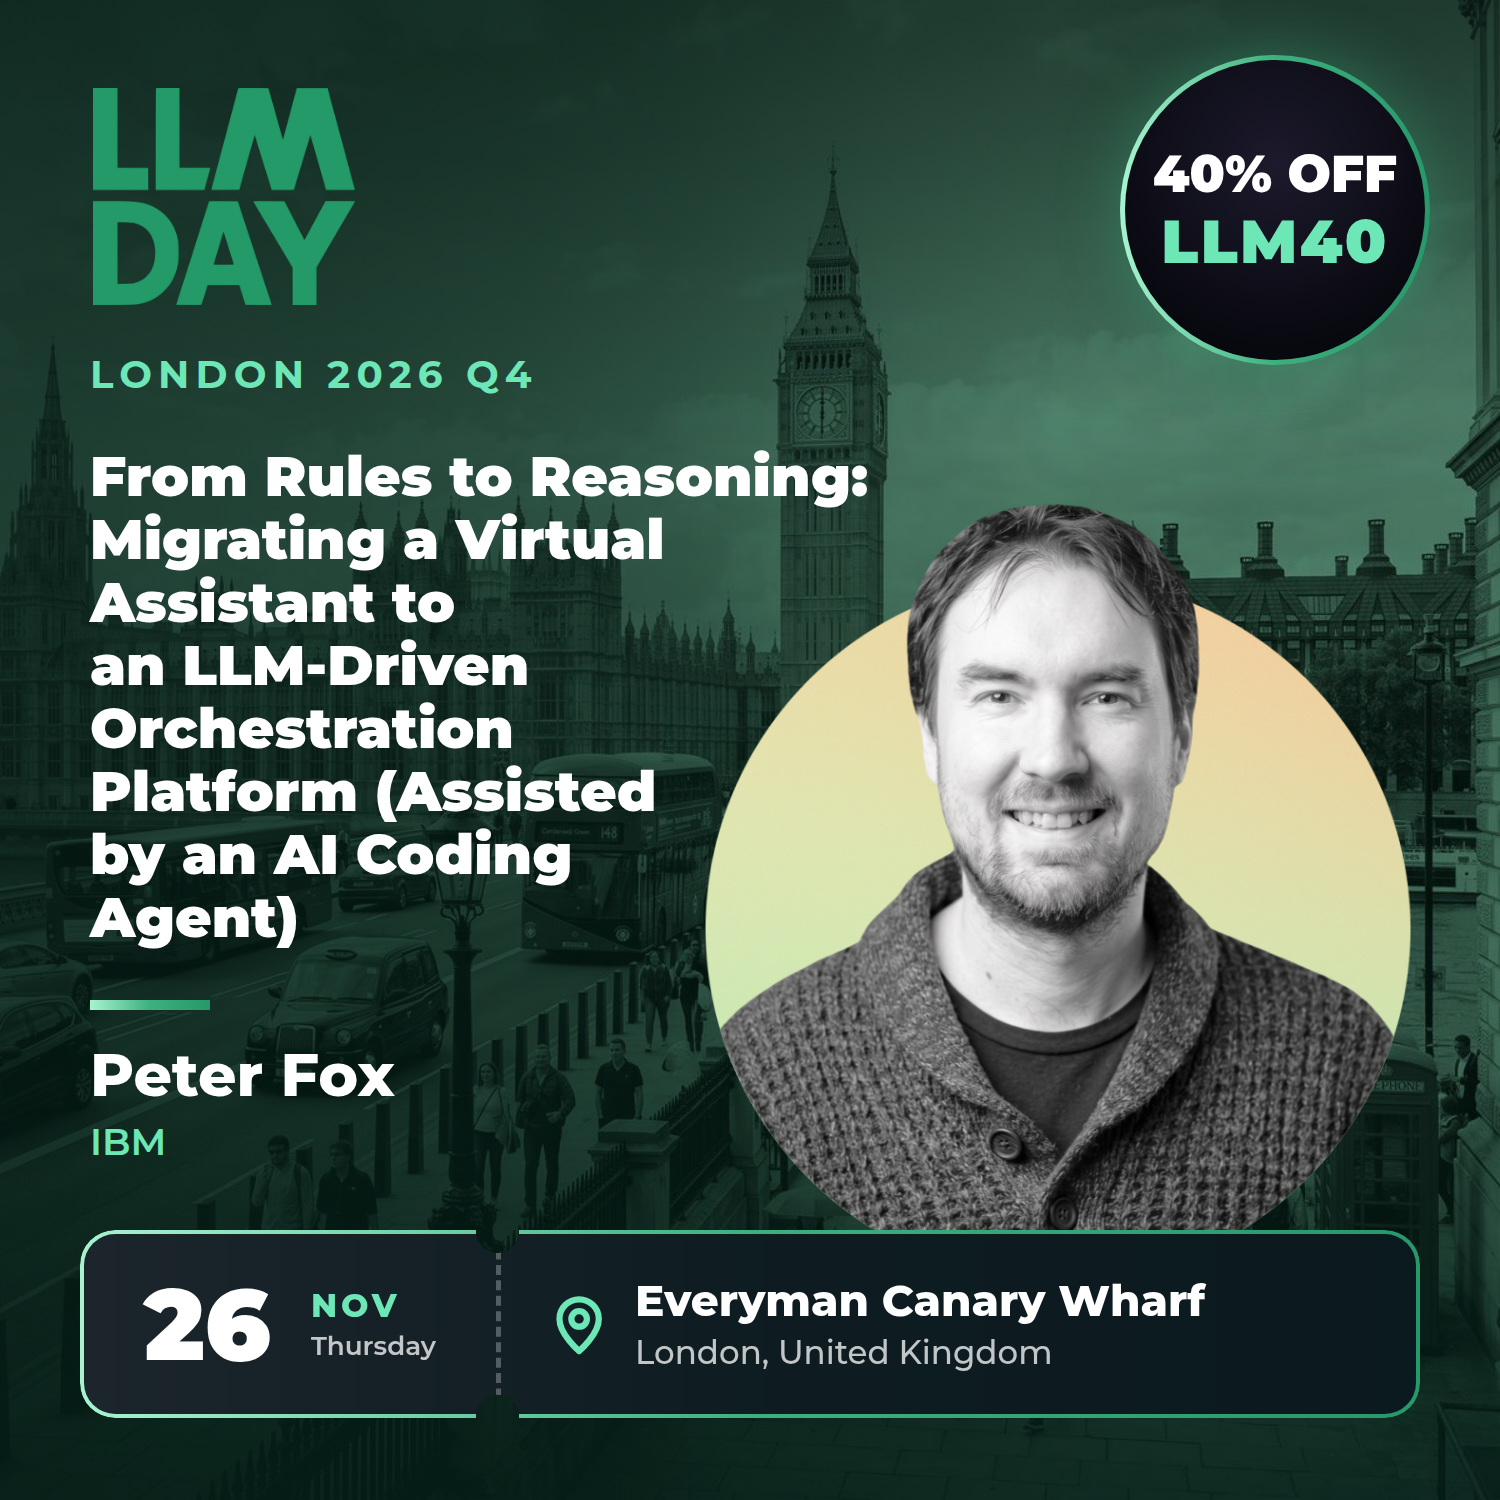 LLM
DAY
40% OFF
LLM40
LONDON 2026 Q4
From Rules to Reasoning:
Migrating a Virtual
Assistant to
an LLM-Driven
Orchestration
Platform (Assisted
by an AI Coding
Agent)
148
PHONE
Peter Fox
IBM
26
NOV
Thursday
Everyman Canary Wharf
London, United Kingdom